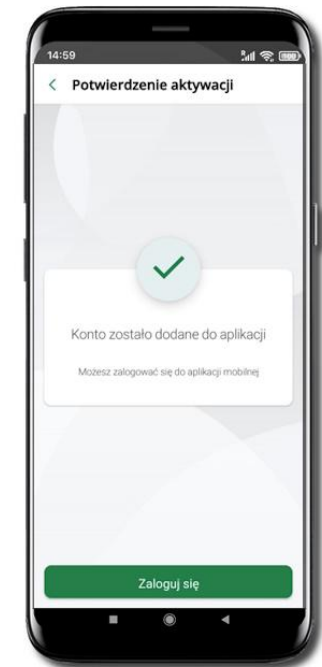 14:59
Potwierdzenie aktywacji
Konto zostało dodane do aplikacji
Możesz zalogować się do aplikacji mobilnej
Zaloguj się